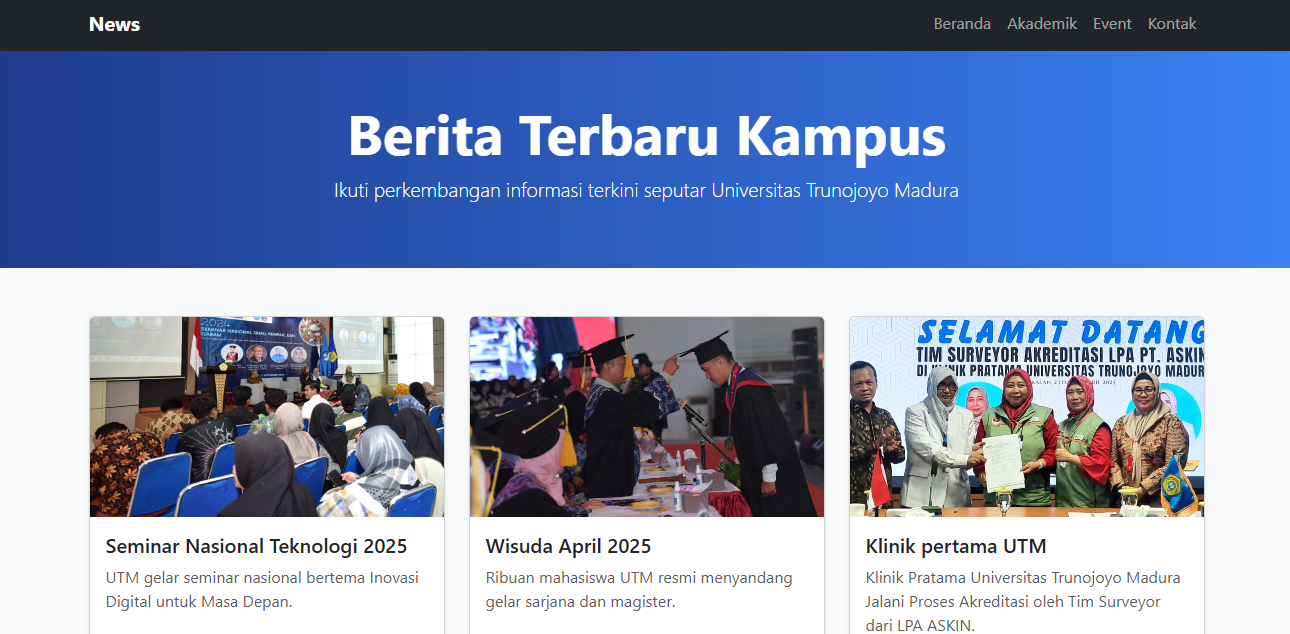 News
Beranda Akademik Event Kontak
Berita Terbaru Kampus
Ikuti perkembangan informasi terkini seputar Universitas Trunojoyo Madura
2024
SEMINAR NASIONAL
SELAMAT DATANG
TIM SURVEYOR AKREDITASI LPA PT. ASKIN
DI KLINIK PRATAMA UNIVERSITAS TRUNOJOYO MADUR
Seminar Nasional Teknologi 2025
UTM gelar seminar nasional bertema Inovasi
Digital untuk Masa Depan.
Wisuda April 2025
Ribuan mahasiswa UTM resmi menyandang
gelar sarjana dan magister.
Klinik pertama UTM
Klinik Pratama Universitas Trunojoyo Madura
Jalani Proses Akreditasi oleh Tim Surveyor
dari LPA ASKIN.